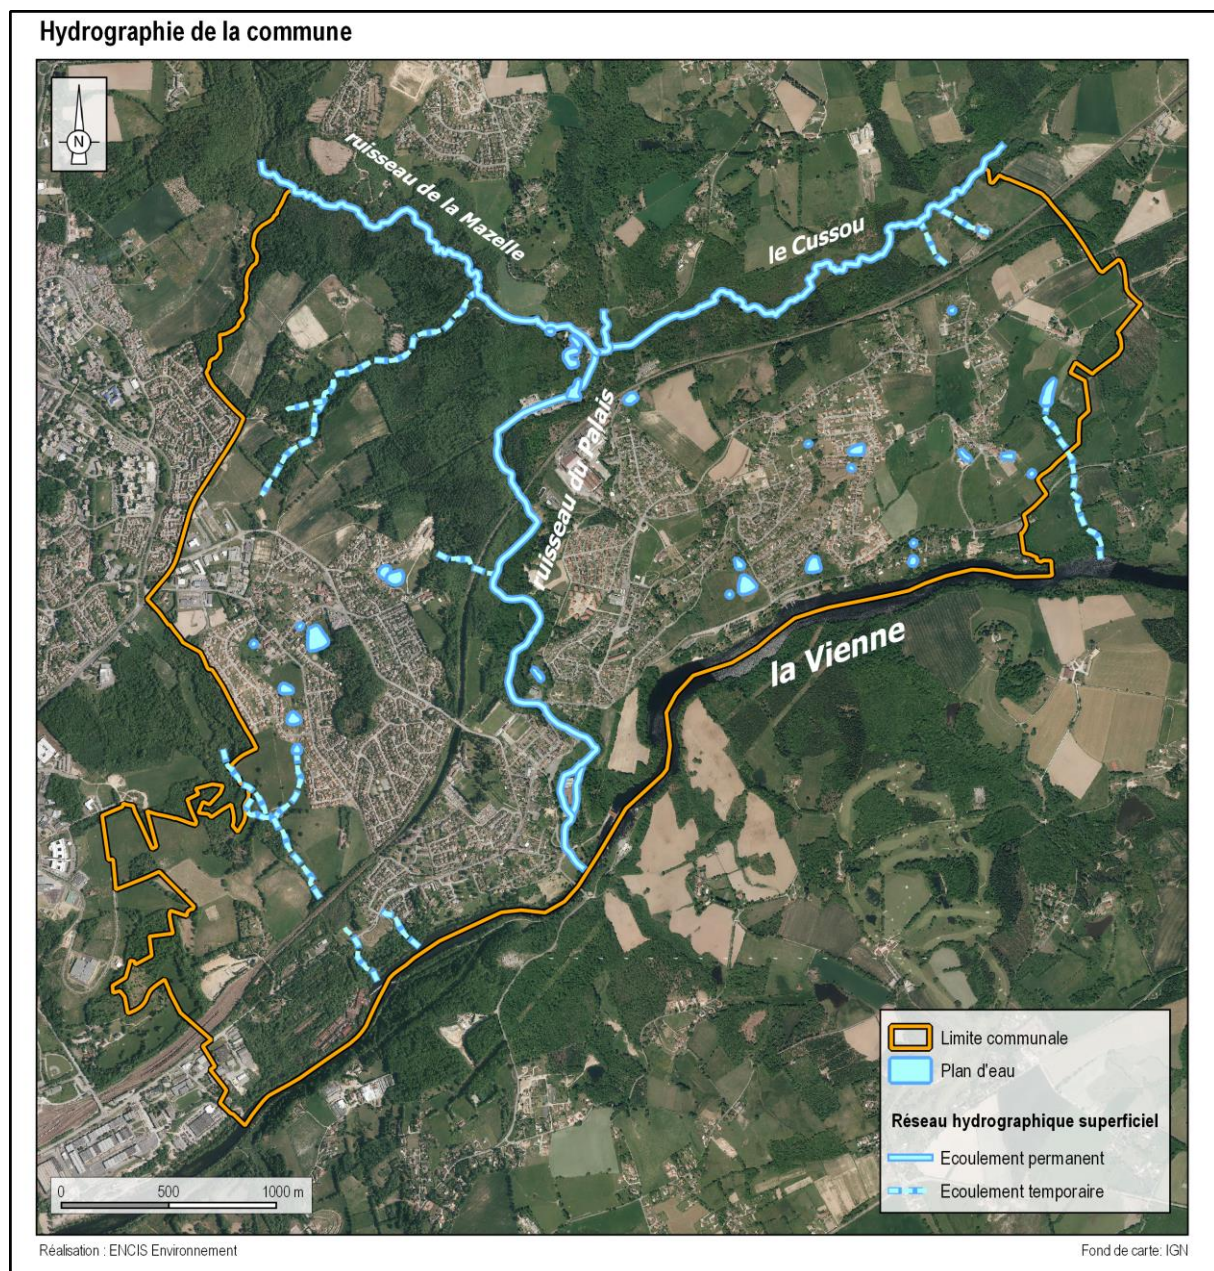 Hydrographie de la commune
N
ruisseau de la Mazelle
le Cussou
ruisseau du Palais
la Vienne
Limite communale
Plan d'eau
Réseau hydrographique superficiel
Ecoulement permanent
Ecoulement temporaire
0 500 1000 m
Réalisation : ENCIS Environnement
Fond de carte: IGN